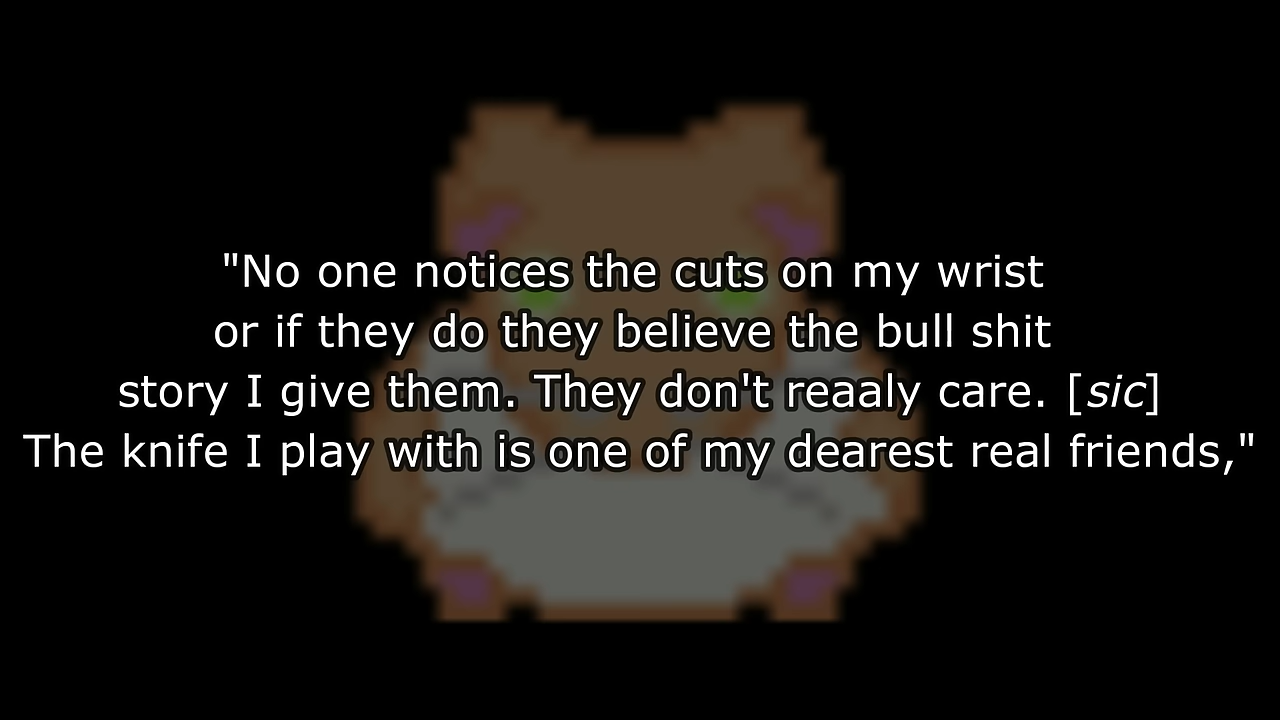 "No one notices the cuts on my wrist
or if they do they believe the bull shit
story I give them. They don't reaaly care. [sic]
The knife I play with is one of my dearest real friends,"